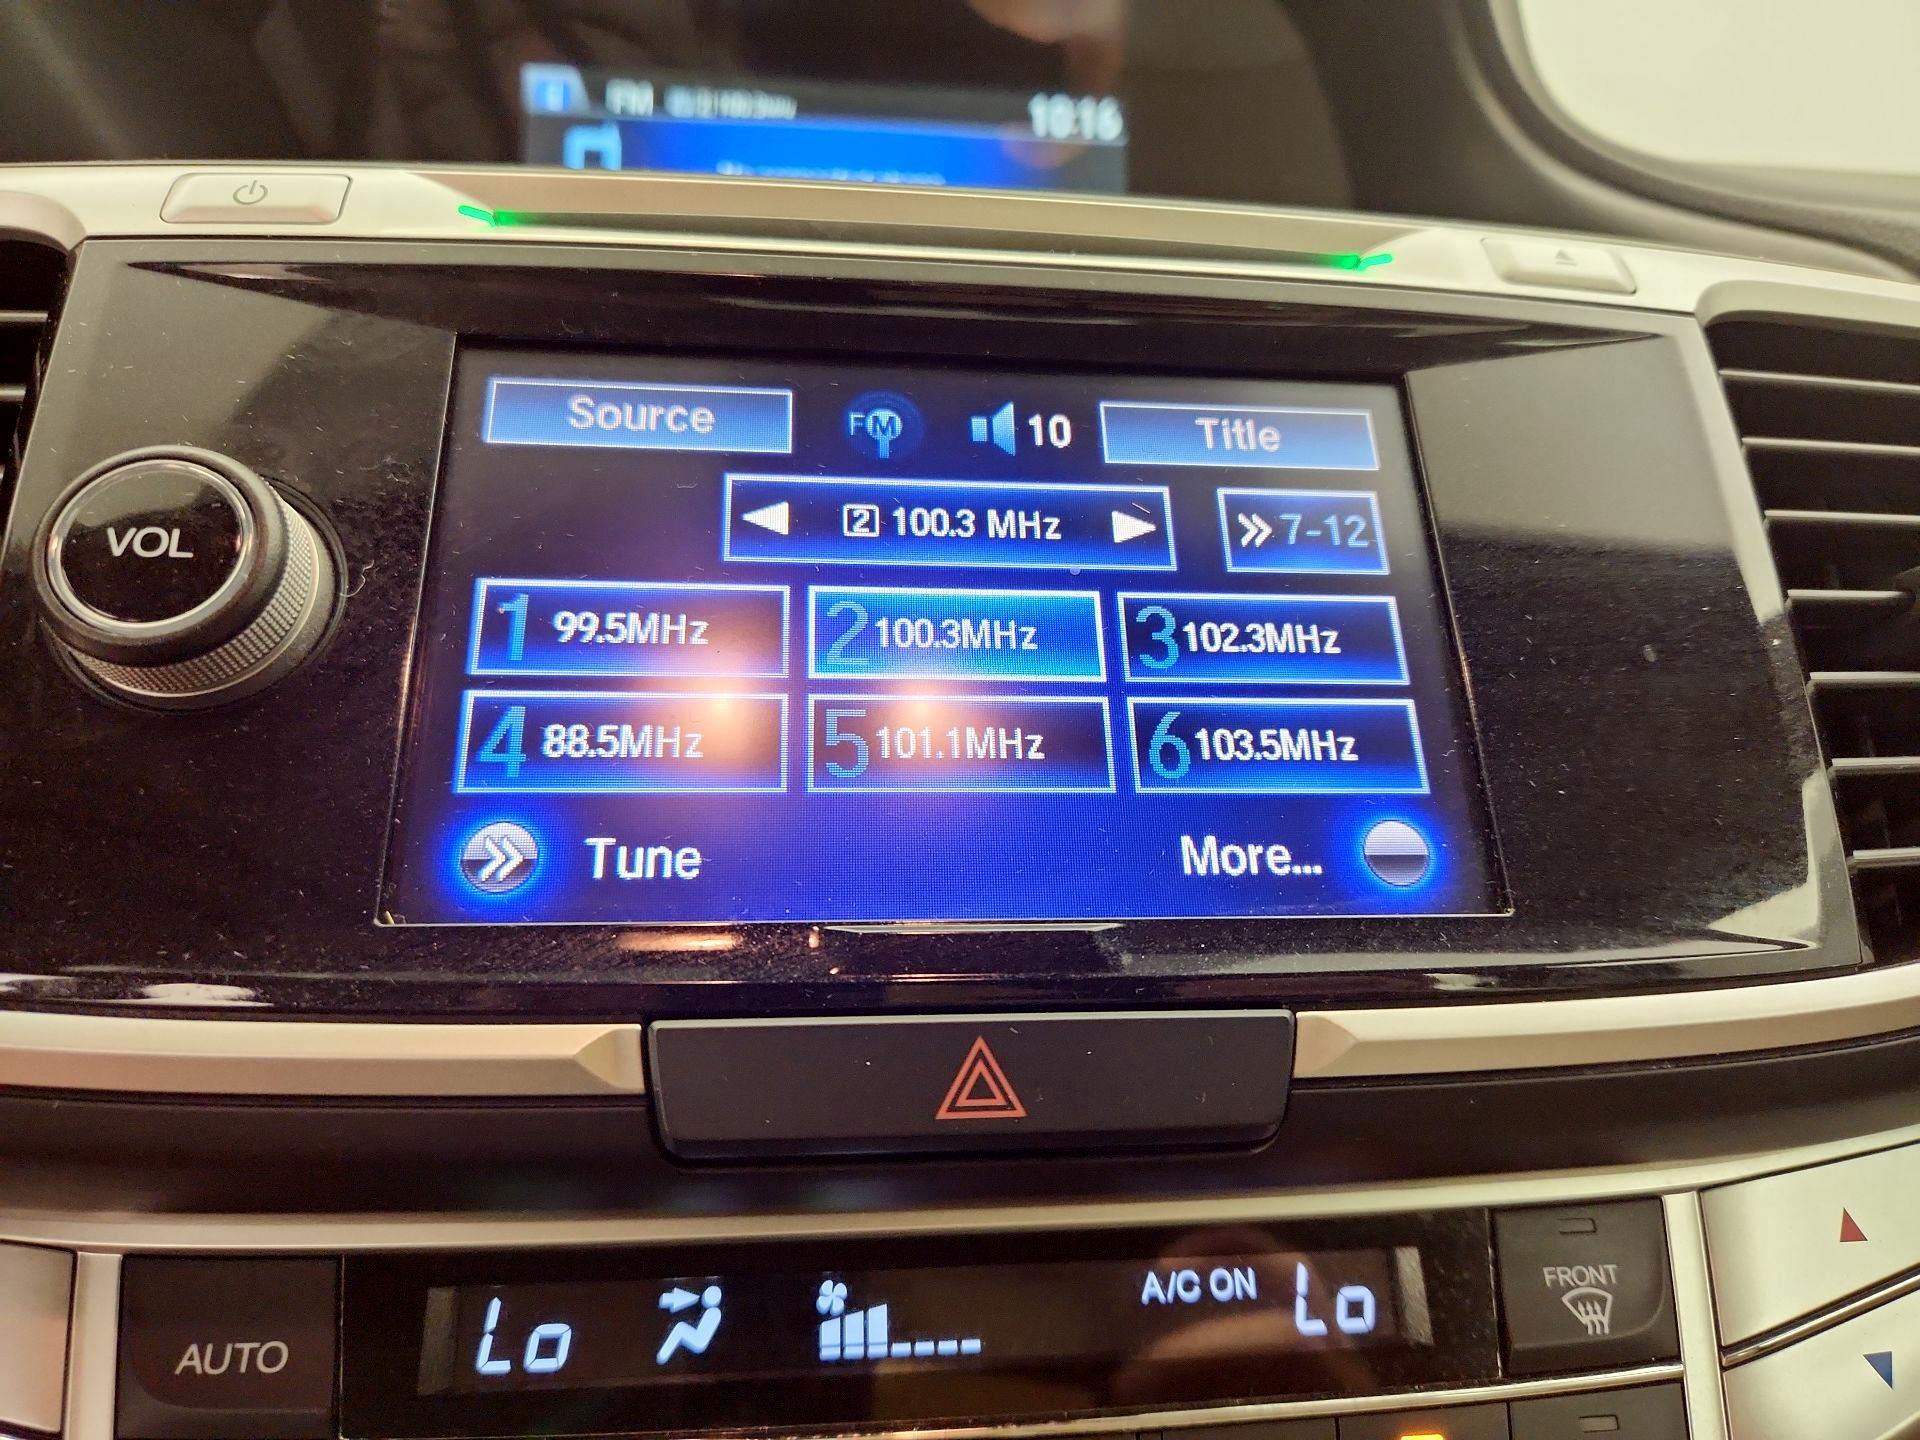 FM 10:16
Source FM 10 Title
2 100.3 MHz 7-12
VOL
1 99.5MHz 2 100.3MHz 3 102.3MHz
4 88.5MHz 5 101.1MHz 6 103.5MHz
Tune More...
AUTO Lo A/C ON Lo FRONT